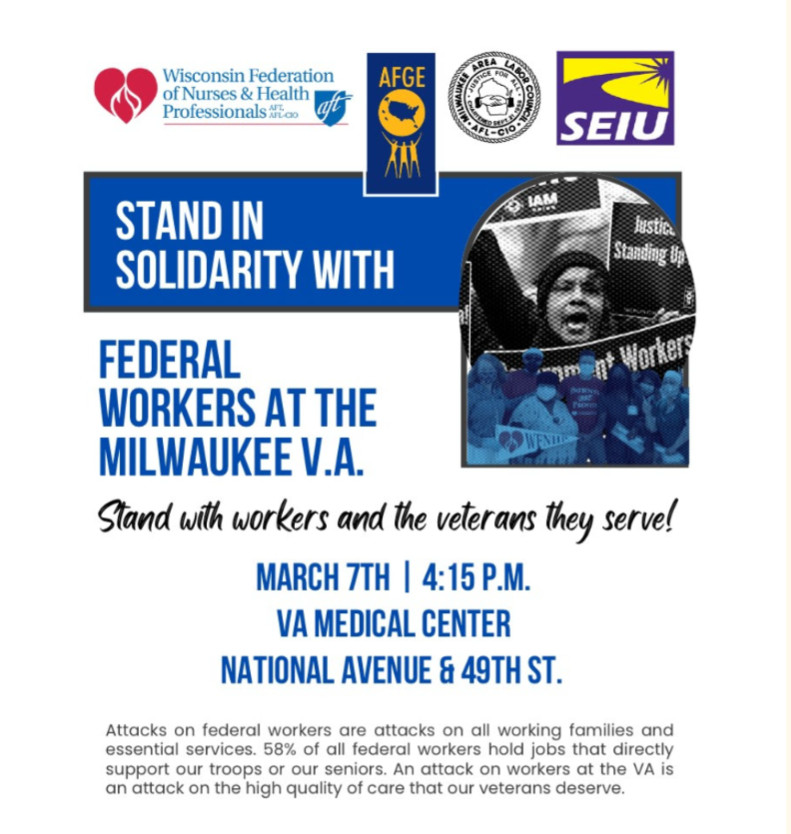 Wisconsin Federation
of Nurses & Health
Professionals AFT, AFL-CIO
aft
AFGE
MILWAUKEE AREA LABOR COUNCIL
JUSTICE FOR ALL
AFL-CIO
SEIU
STAND IN
SOLIDARITY WITH
IAM
UNION
Justice
Standing Up
Workers
FEDERAL
WORKERS AT THE
MILWAUKEE V.A.
Stand with workers and the veterans they serve!
MARCH 7TH | 4:15 P.M.
VA MEDICAL CENTER
NATIONAL AVENUE & 49TH ST.
Attacks on federal workers are attacks on all working families and
essential services. 58% of all federal workers hold jobs that directly
support our troops or our seniors. An attack on workers at the VA is
an attack on the high quality of care that our veterans deserve.